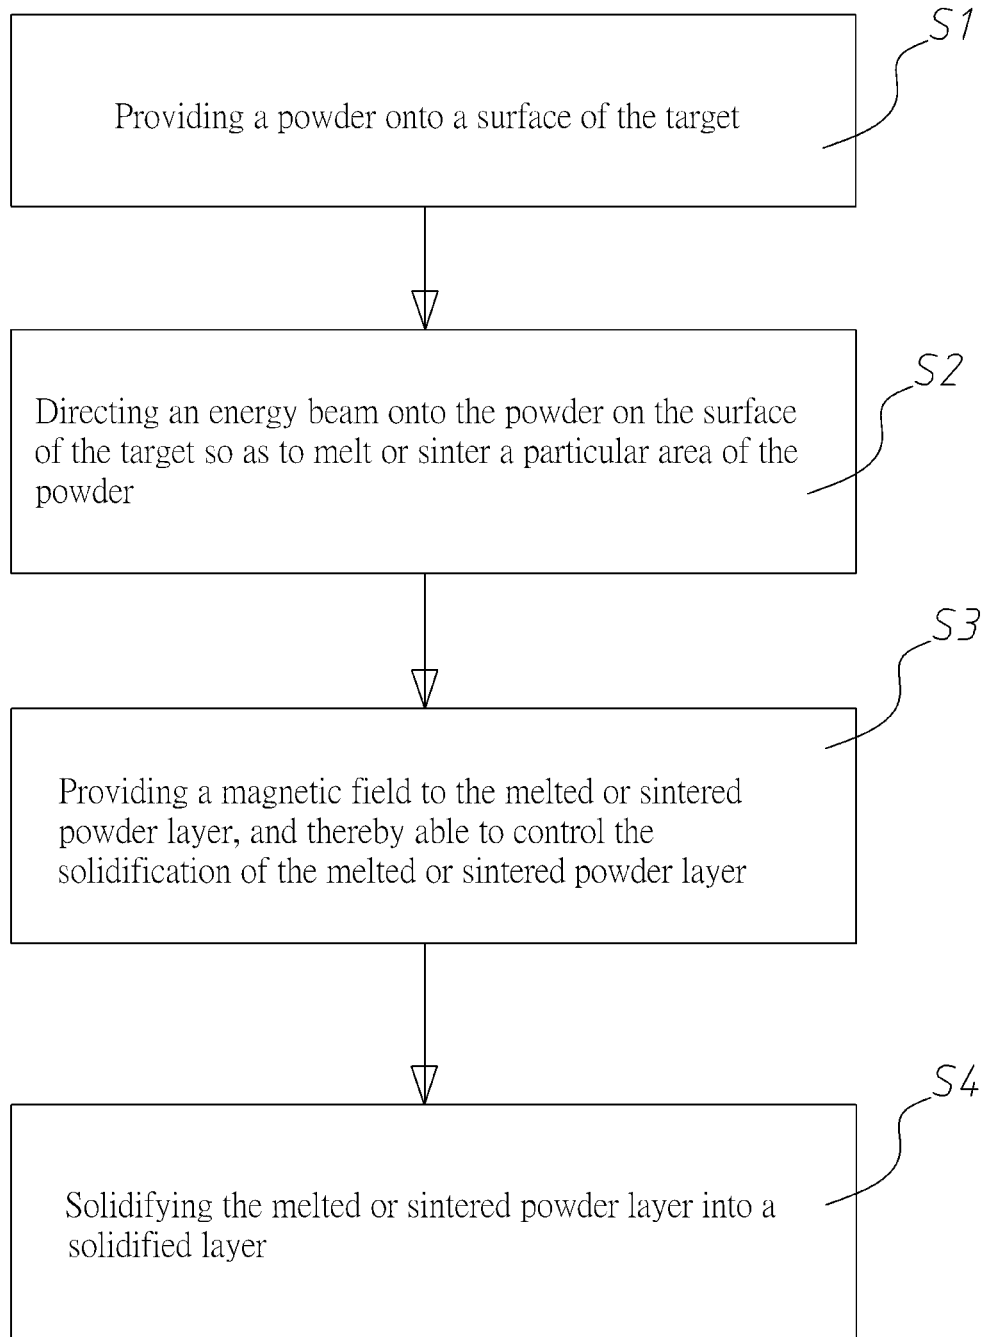 S1
Providing a powder onto a surface of the target
S2
Directing an energy beam onto the powder on the surface
of the target so as to melt or sinter a particular area of the
powder
S3
Providing a magnetic field to the melted or sintered
powder layer, and thereby able to control the
solidification of the melted or sintered powder layer
S4
Solidifying the melted or sintered powder layer into a
solidified layer